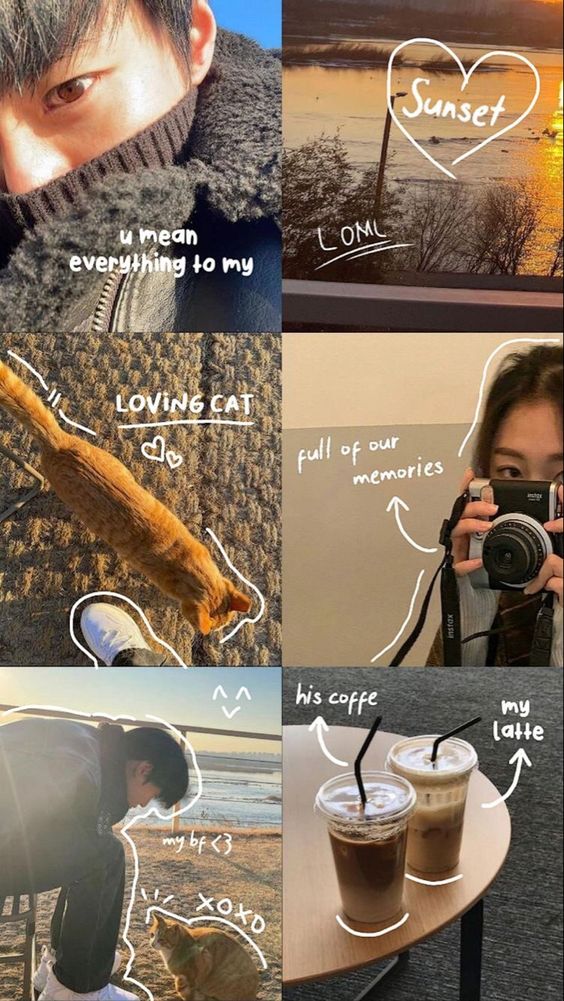 u mean
everything to my
Sunset
LOML
LOVING CAT
full of our
memories
instax
instax
^ ^
my bf <3
XOXO
his coffe
my
latte